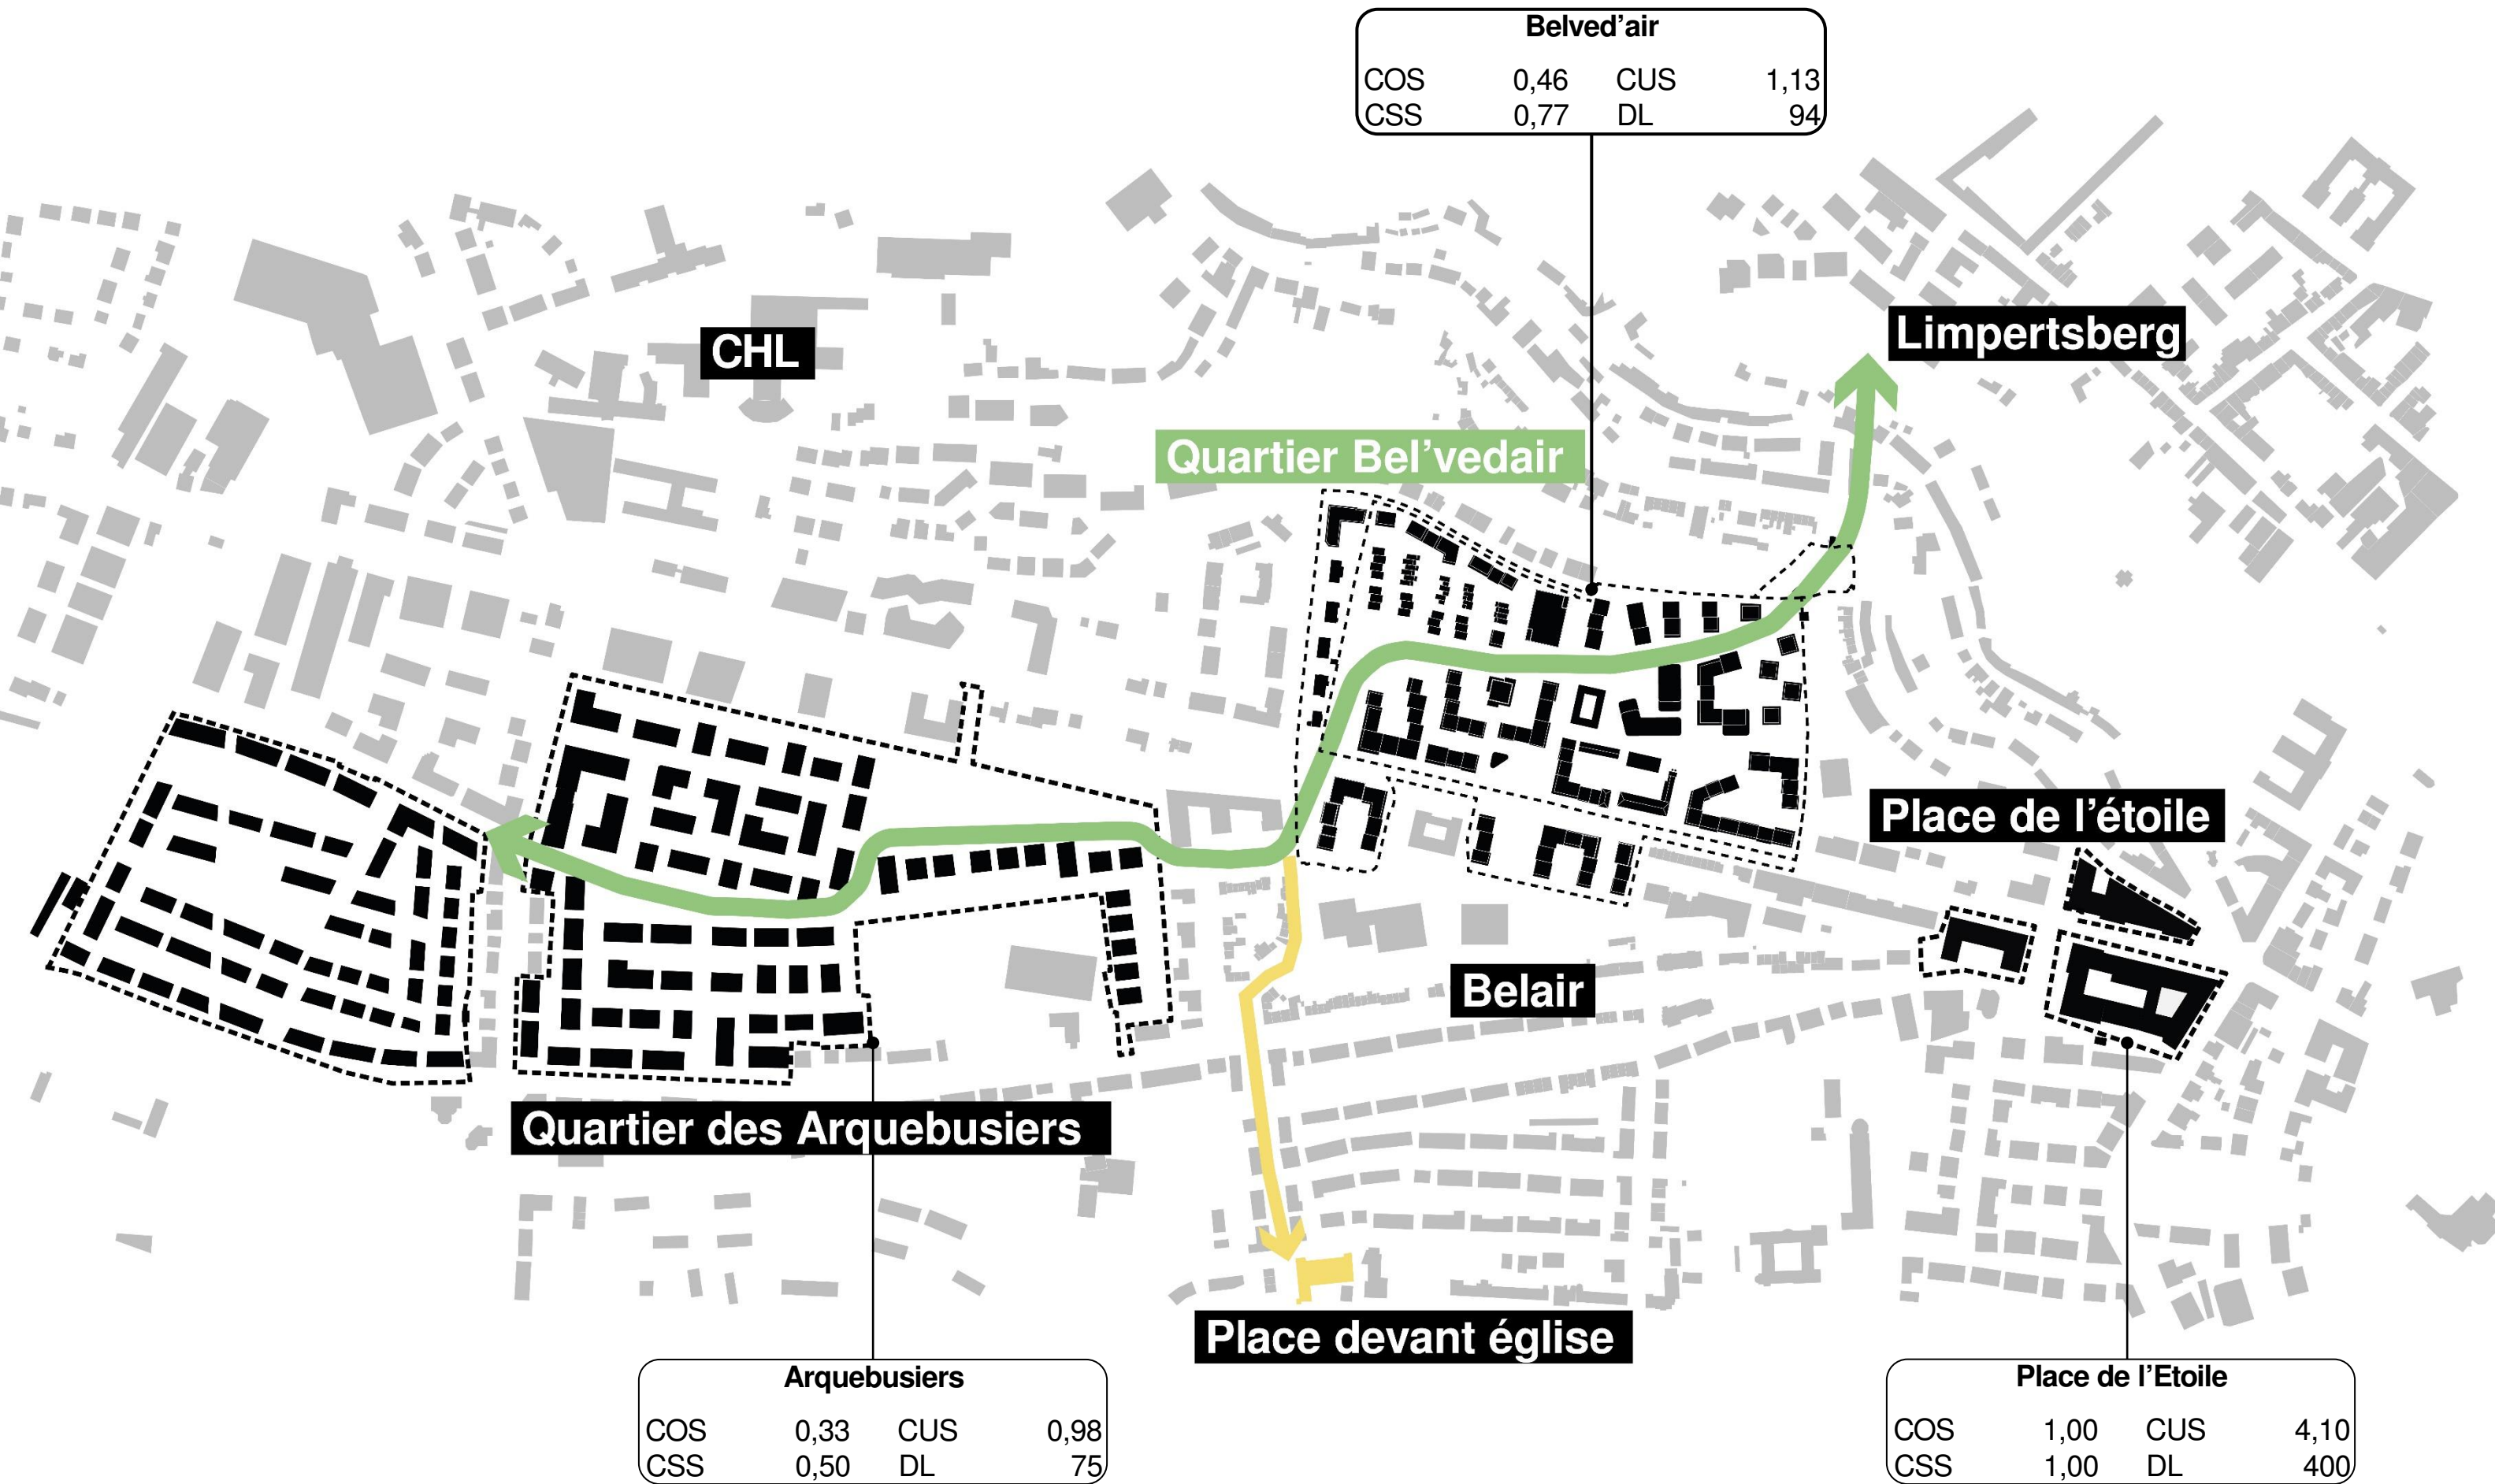 Belved’air
COS 0,46 CUS 1,13
CSS 0,77 DL 94
CHL
Limpertsberg
Quartier Bel’vedair
Place de l’étoile
Belair
Quartier des Arquebusiers
Place devant église
Arquebusiers
COS 0,33 CUS 0,98
CSS 0,50 DL 75
Place de l’Etoile
COS 1,00 CUS 4,10
CSS 1,00 DL 400